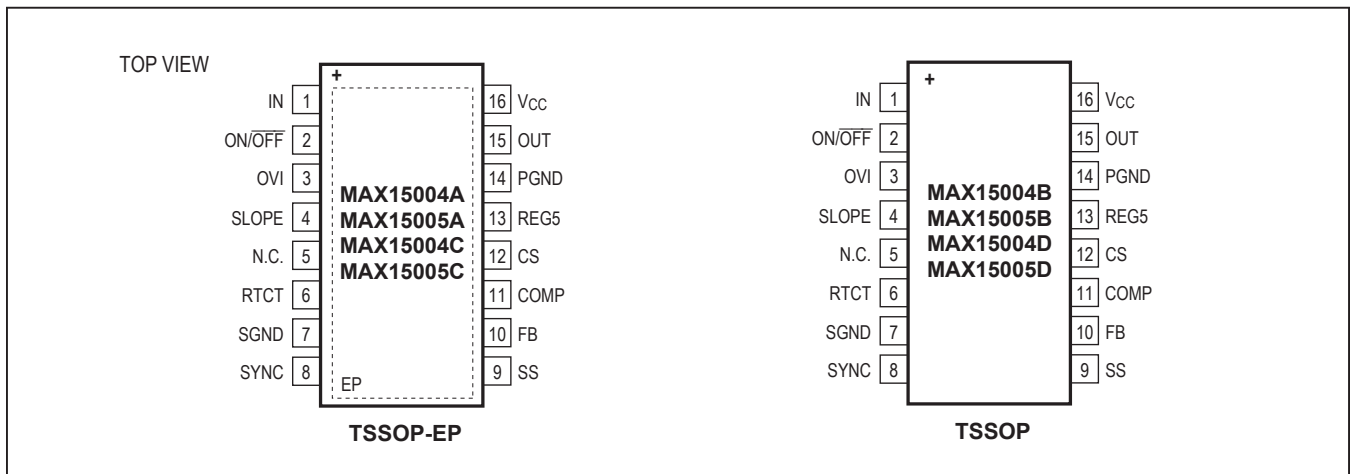 TOP VIEW
+
IN 1
ON/OFF 2
OVI 3
SLOPE 4
N.C. 5
RTCT 6
SGND 7
SYNC 8
MAX15004A
MAX15005A
MAX15004C
MAX15005C
EP
16 VCC
15 OUT
14 PGND
13 REG5
12 CS
11 COMP
10 FB
9 SS
TSSOP-EP
+
IN 1
ON/OFF 2
OVI 3
SLOPE 4
N.C. 5
RTCT 6
SGND 7
SYNC 8
MAX15004B
MAX15005B
MAX15004D
MAX15005D
16 VCC
15 OUT
14 PGND
13 REG5
12 CS
11 COMP
10 FB
9 SS
TSSOP